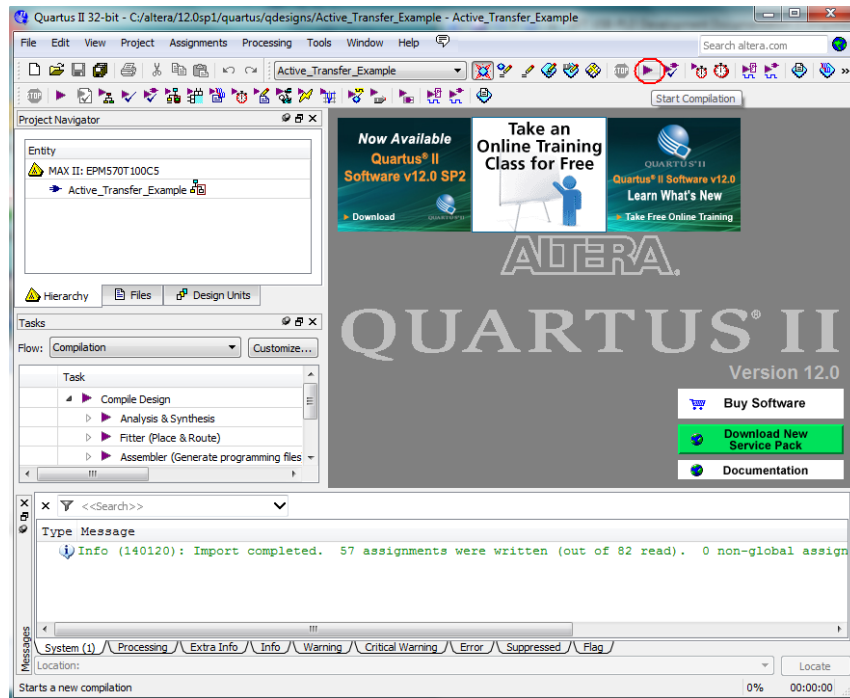 Quartus II 32-bit - C:/altera/12.0sp1/quartus/qdesigns/Active_Transfer_Example - Active_Transfer_Example
File Edit View Project Assignments Processing Tools Window Help
Search altera.com
Active_Transfer_Example
STOP
»
STOP
Start Compilation
Project Navigator
Entity
MAX II: EPM570T100C5
Active_Transfer_Example
Hierarchy Files Design Units
Tasks
Flow: Compilation Customize...
Task
Compile Design
Analysis & Synthesis
Fitter (Place & Route)
Assembler (Generate programming files
Now Available
Quartus® II
Software v12.0 SP2
Download
Take an
Online Training
Class for Free
QUARTUS® II
Quartus® II Software v12.0
Learn What's New
Take Free Online Training
ALTERA.
QUARTUS® II
Version 12.0
Buy Software
Download New
Service Pack
Documentation
<<Search>>
Type Message
Info (140120): Import completed. 57 assignments were written (out of 82 read). 0 non-global assign
Messages
System (1) Processing Extra Info Info Warning Critical Warning Error Suppressed Flag
Location: Locate
Starts a new compilation 0% 00:00:00